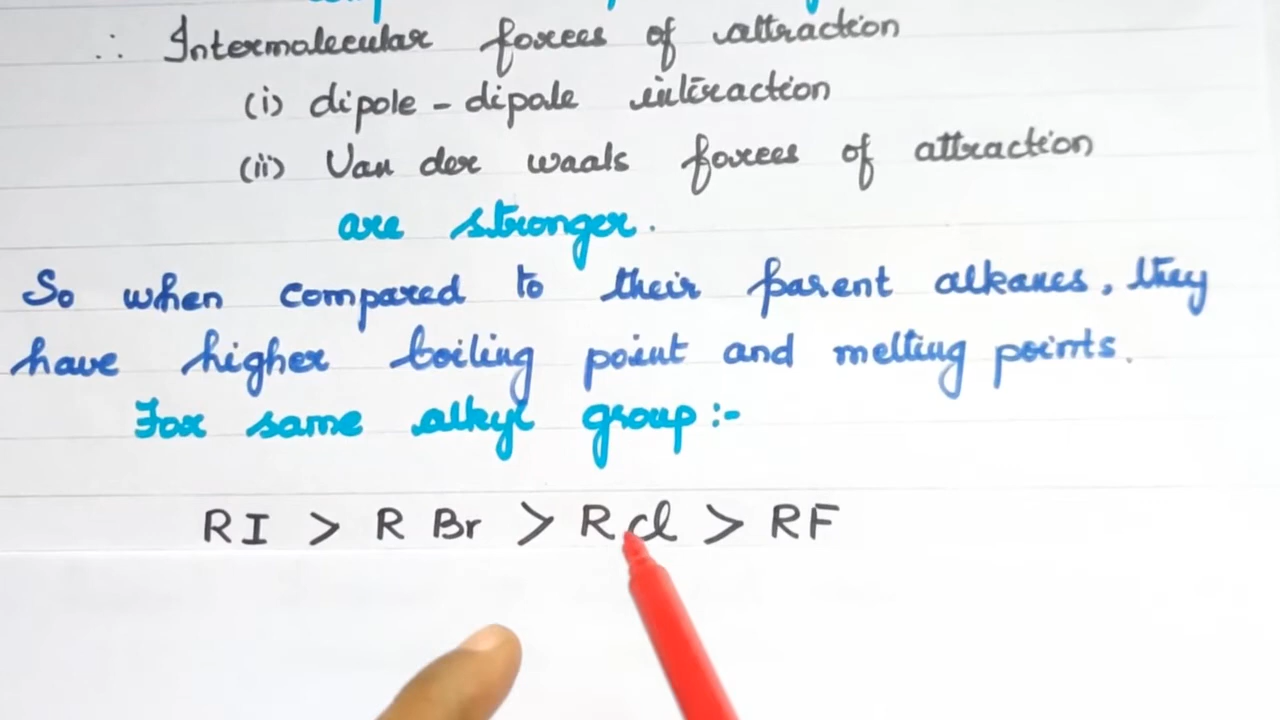 ∴ Intermolecular forces of attraction
(i) dipole - dipole interaction
(ii) Van der waals forces of attraction
are stronger.
So when compared to their parent alkanes, they
have higher boiling point and melting points.
For same alkyl group :-
RI > R Br > RCl > RF